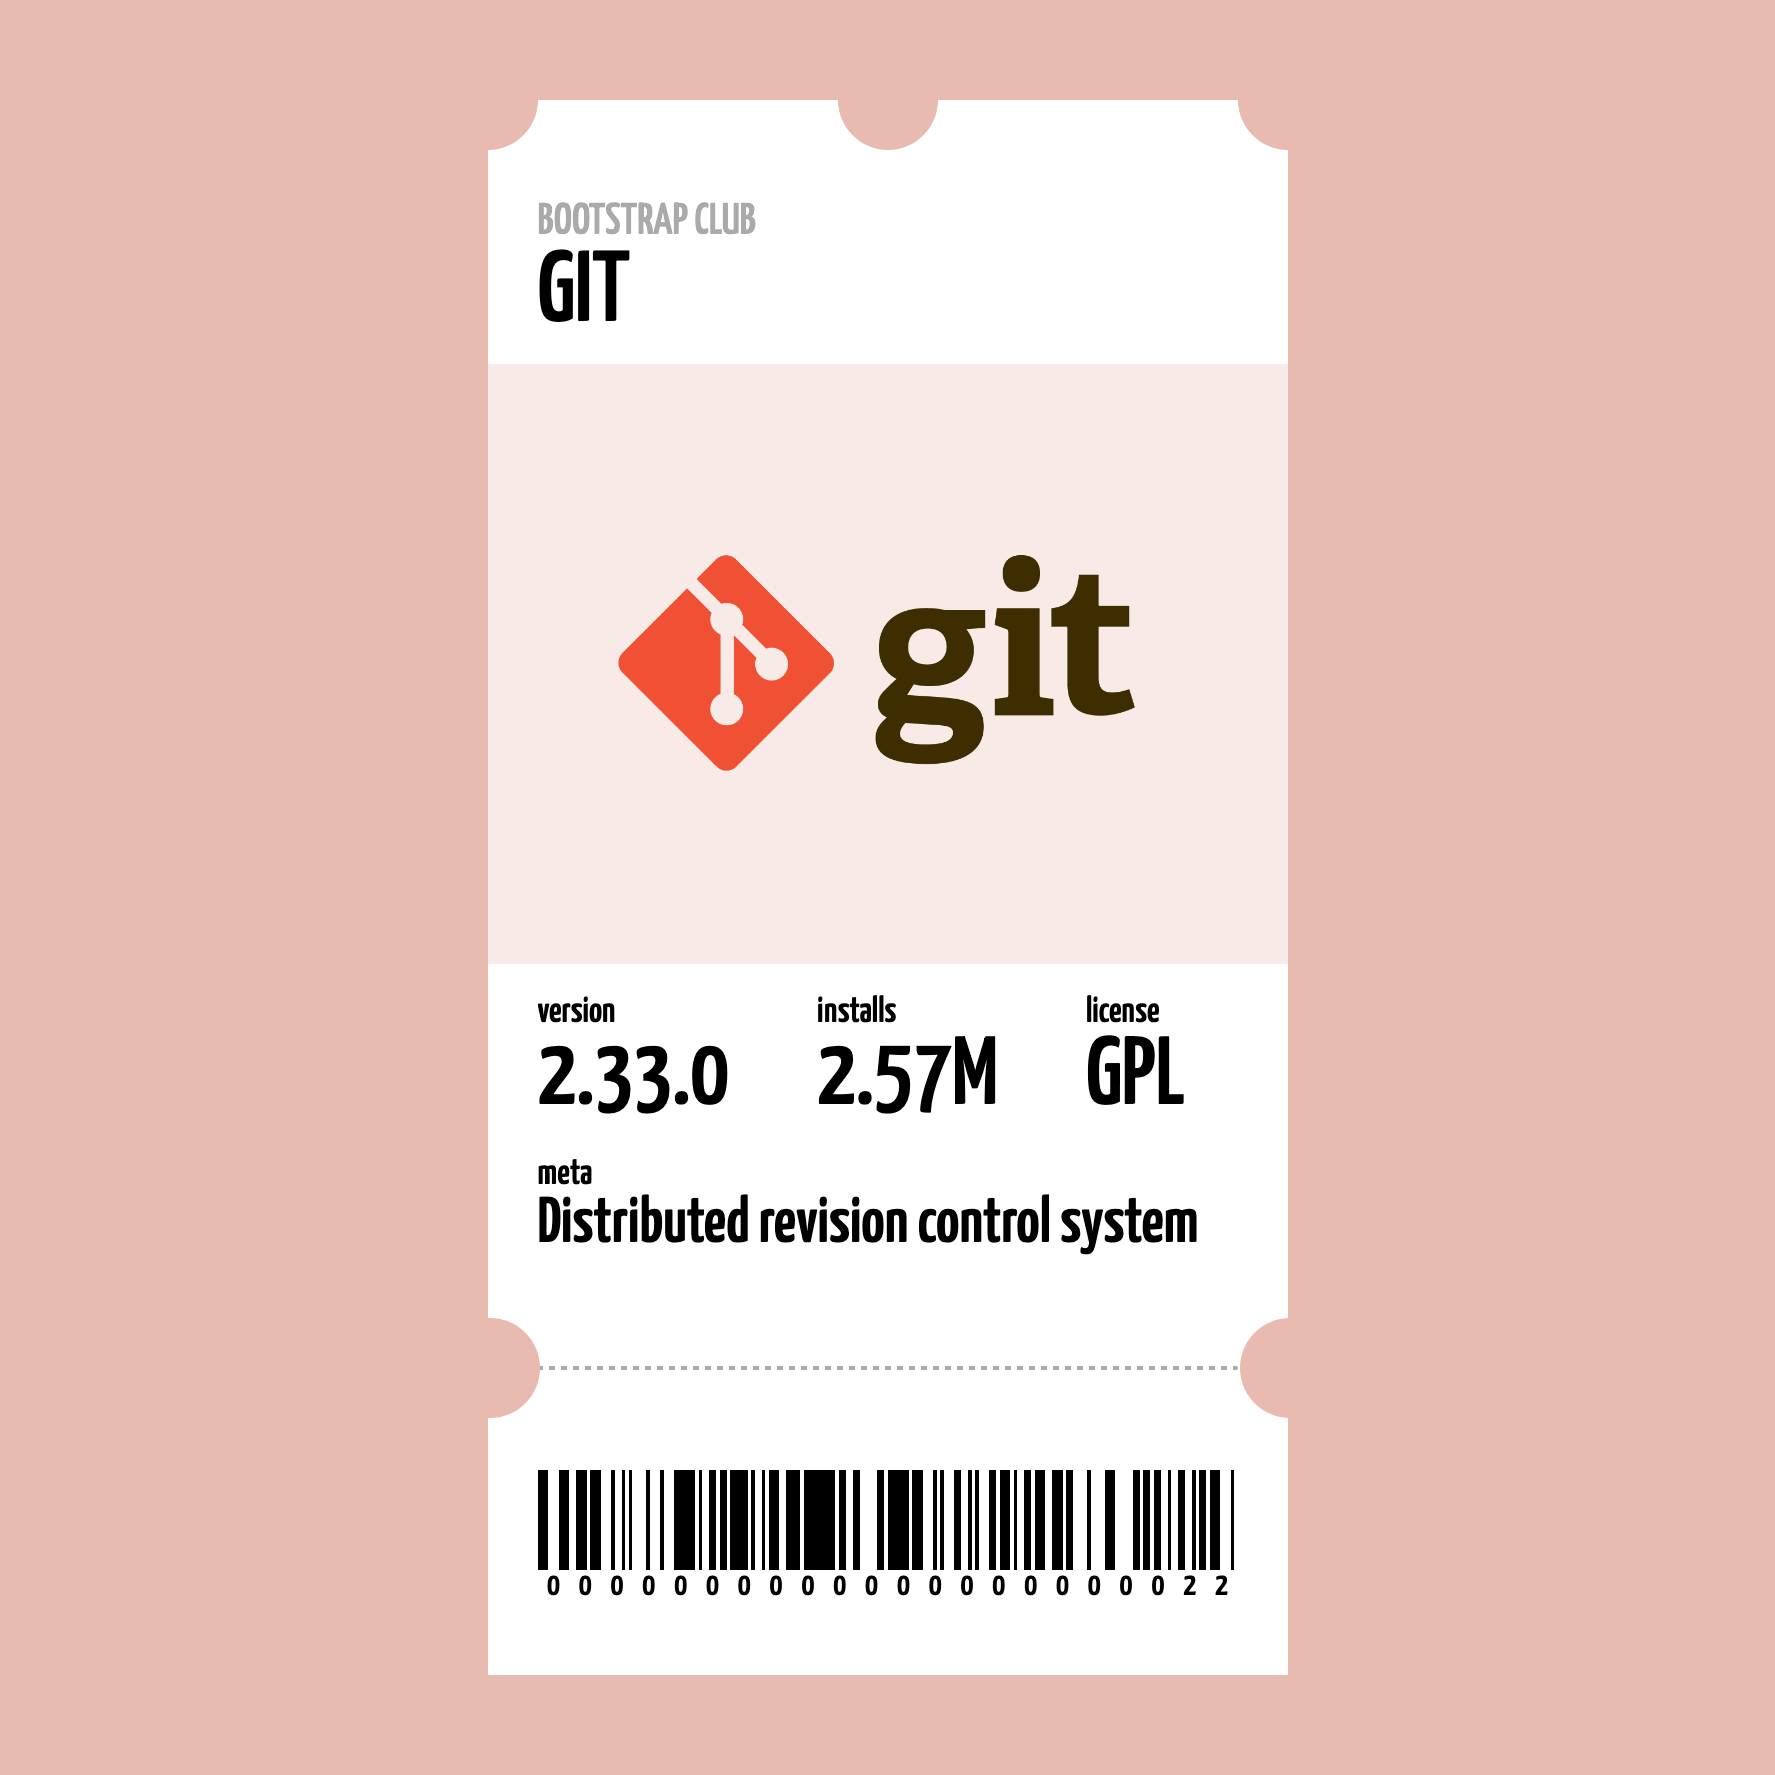 BOOTSTRAP CLUB
GIT
git
version installs license
2.33.0 2.57M GPL
meta
Distributed revision control system
0 0 0 0 0 0 0 0 0 0 0 0 0 0 0 0 0 0 0 0 2 2